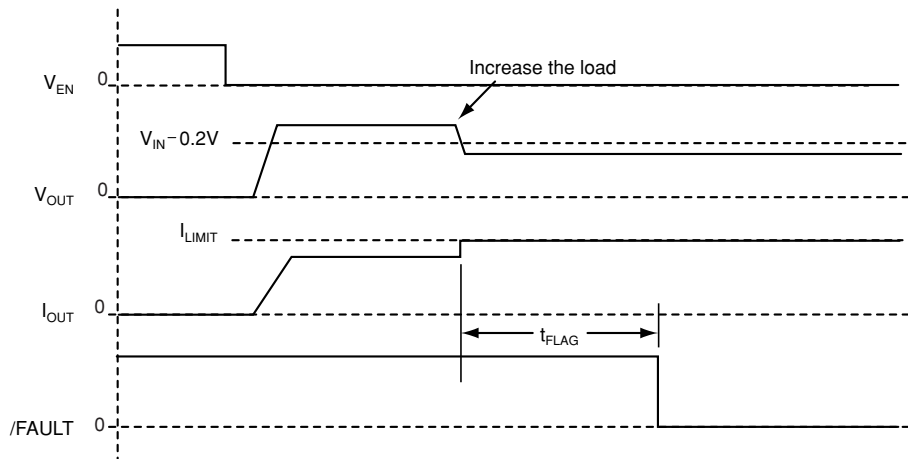 Increase the load
V_EN 0
V_IN – 0.2V
V_OUT 0
I_LIMIT
I_OUT 0
t_FLAG
/FAULT 0